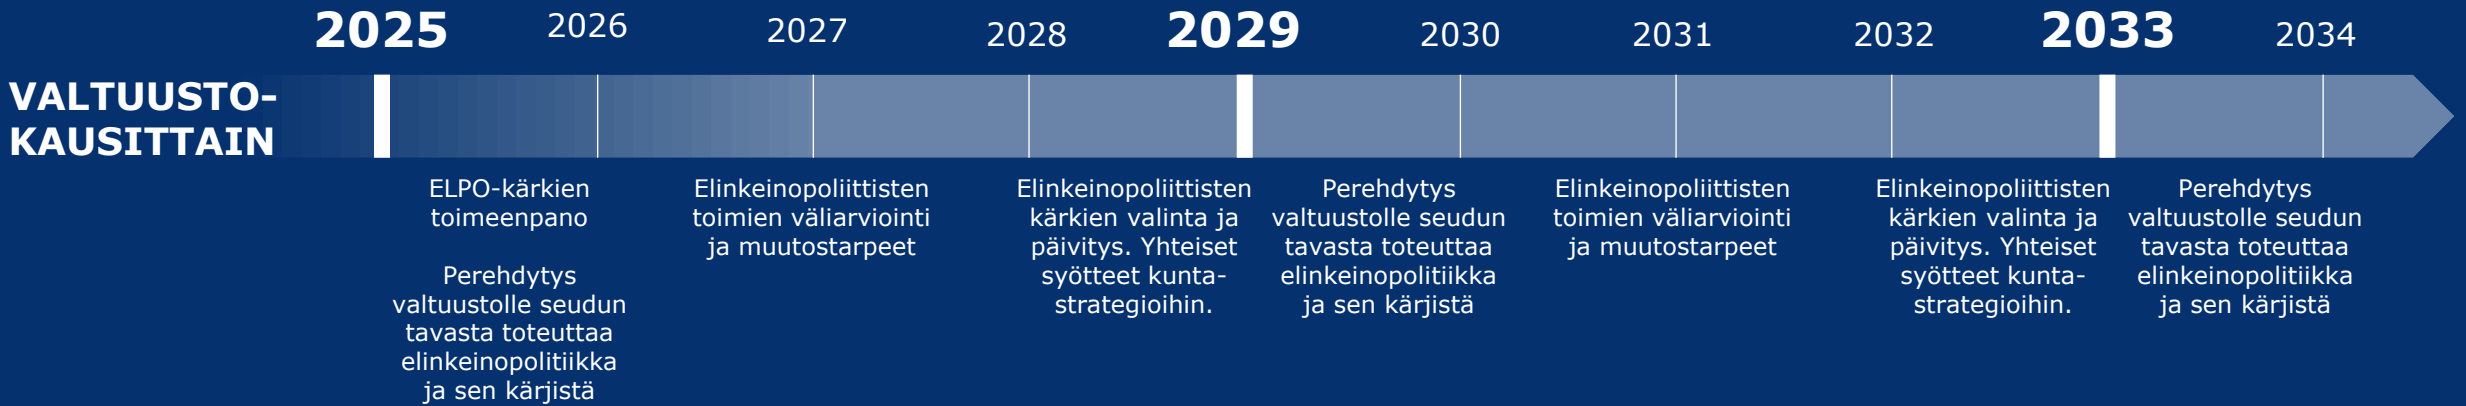 2025
2026
2027
2028
2029
2030
2031
2032
2033
2034
VALTUUSTO-
KAUSITTAIN
ELPO-kärkien
toimeenpano
Perehdytys
valtuustolle seudun
tavasta toteuttaa
elinkeinopolitiikka
ja sen kärjistä
Elinkeinopoliittisten
toimien väliarviointi
ja muutostarpeet
Elinkeinopoliittisten
kärkien valinta ja
päivitys. Yhteiset
syötteet kunta-
strategioihin.
Perehdytys
valtuustolle seudun
tavasta toteuttaa
elinkeinopolitiikka
ja sen kärjistä
Elinkeinopoliittisten
toimien väliarviointi
ja muutostarpeet
Elinkeinopoliittisten
kärkien valinta ja
päivitys. Yhteiset
syötteet kunta-
strategioihin.
Perehdytys
valtuustolle seudun
tavasta toteuttaa
elinkeinopolitiikka
ja sen kärjistä